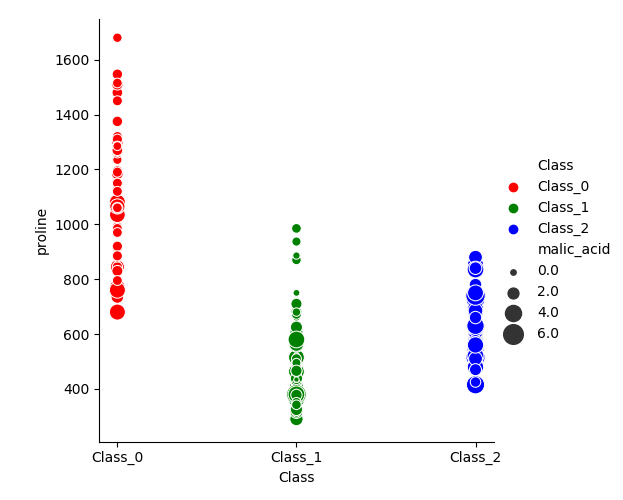 1600
1400
1200
1000
800
600
400
proline
Class_0
Class_1
Class_2
Class
Class
Class_0
Class_1
Class_2
malic_acid
0.0
2.0
4.0
6.0